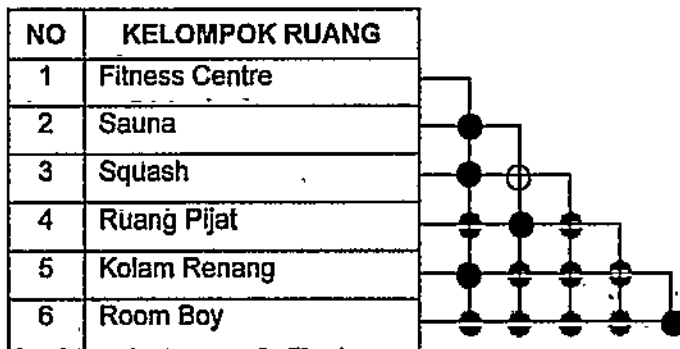 NO KELOMPOK RUANG
1 Fitness Centre
2 Sauna
3 Squash
4 Ruang Pijat
5 Kolam Renang
6 Room Boy